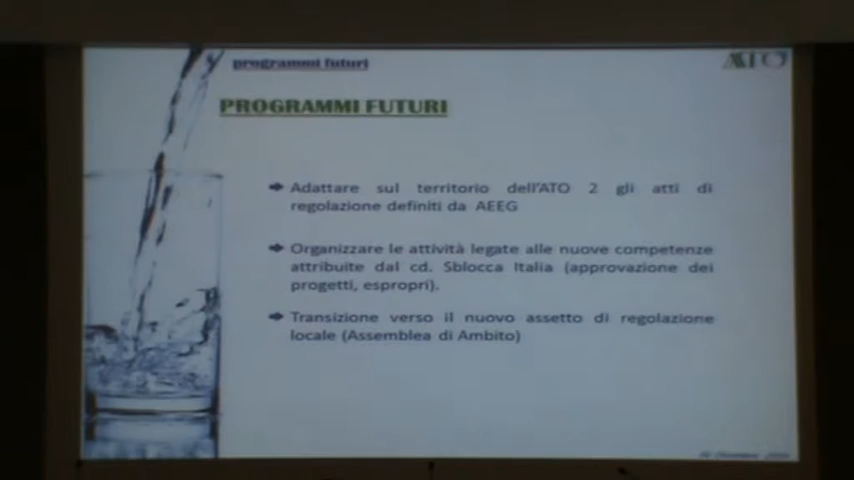 programmi futuri
ATO
PROGRAMMI FUTURI
Adattare sul territorio dell'ATO 2 gli atti di
regolazione definiti da AEEG
Organizzare le attività legate alle nuove competenze
attribuite dal cd. Sblocca Italia (approvazione dei
progetti, espropri).
Transizione verso il nuovo assetto di regolazione
locale (Assemblea di Ambito)